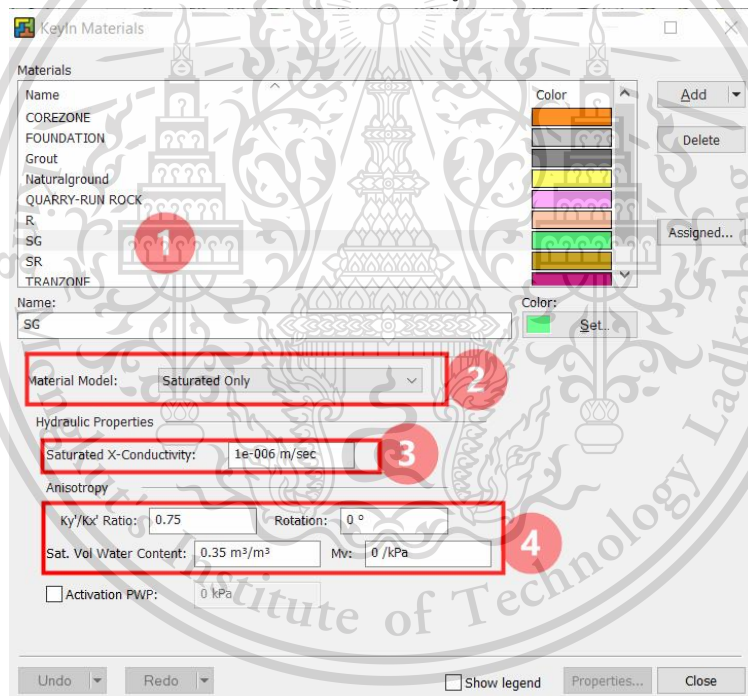 KeyIn Materials
Materials
Name Color
COREZONE
FOUNDATION
Grout
Naturalground
QUARRY-RUN ROCK
R
SG
SR
TRANZONE
Add
Delete
Assigned...
1
Name: Color:
SG Set...
Material Model: Saturated Only
2
Hydraulic Properties
Saturated X-Conductivity: 1e-006 m/sec
3
Anisotropy
Ky'/Kx' Ratio: 0.75 Rotation: 0 °
Sat. Vol Water Content: 0.35 m³/m³ Mv: 0 /kPa
4
Activation PWP: 0 kPa
Undo Redo Show legend Properties... Close
Institute of Technology Ladkrabang